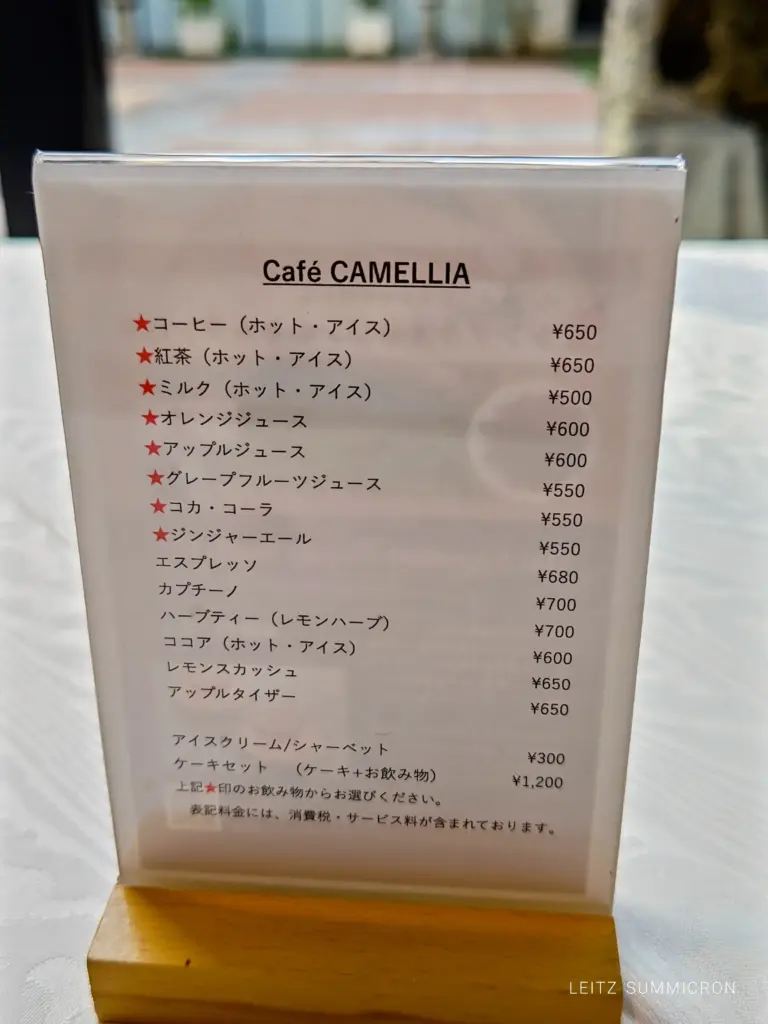 Café CAMELLIA
★コーヒー（ホット・アイス） ¥650
★紅茶（ホット・アイス） ¥650
★ミルク（ホット・アイス） ¥500
★オレンジジュース ¥600
★アップルジュース ¥600
★グレープフルーツジュース ¥550
★コカ・コーラ ¥550
★ジンジャーエール ¥550
エスプレッソ ¥680
カプチーノ ¥700
ハーブティー（レモンハーブ） ¥700
ココア（ホット・アイス） ¥600
レモンスカッシュ ¥650
アップルタイザー ¥650
アイスクリーム/シャーベット ¥300
ケーキセット （ケーキ+お飲み物） ¥1,200
上記★印のお飲み物からお選びください。
表記料金には、消費税・サービス料が含まれております。
LEITZ SUMMICRON